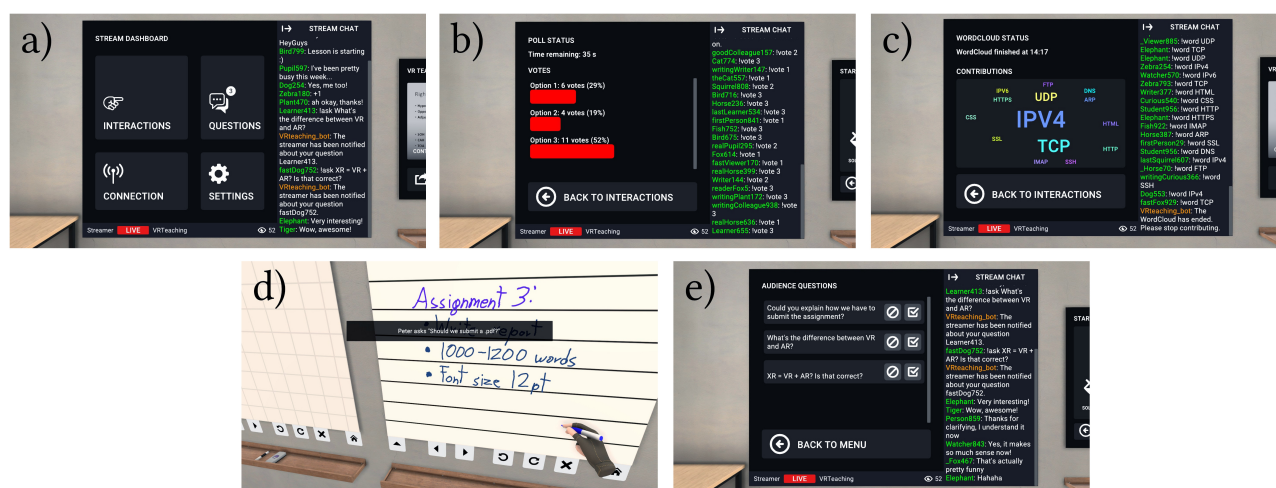 a)
STREAM DASHBOARD
INTERACTIONS
3
QUESTIONS
CONNECTION
SETTINGS
STREAM CHAT
HeyGuys
Bird799: Lesson is starting
:)
Pupil597: I've been pretty
busy this week...
Dog254: Yes, me too!
Zebra180: +1
Plant470: ah okay, thanks!
Learner413: !ask What's
the difference between VR
and AR?
VRteaching_bot: The
streamer has been notified
about your question
Learner413.
fastDog752: !ask XR = VR +
AR? Is that correct?
VRteaching_bot: The
streamer has been notified
about your question
fastDog752.
Elephant: Very interesting!
Tiger: Wow, awesome!
Streamer LIVE VRTeaching 52
VR TEA
b)
POLL STATUS
Time remaining: 35 s
VOTES
Option 1: 6 votes (29%)
Option 2: 4 votes (19%)
Option 3: 11 votes (52%)
BACK TO INTERACTIONS
STREAM CHAT
on.
goodColleague157: !vote 2
Cat774: !vote 3
writingWriter147: !vote 1
theCat557: !vote 1
Squirrel808: !vote 2
Bird716: !vote 3
Horse236: !vote 3
lastLearner534: !vote 3
firstPerson841: !vote 1
Fish752: !vote 3
Bird675: !vote 3
realPupil295: !vote 2
Fox614: !vote 1
fastViewer170: !vote 1
realHorse399: !vote 3
Writer144: !vote 2
readerFox5: !vote 3
writingPlant172: !vote 3
writingColleague938: !vote
3
realHorse636: !vote 1
Learner655: !vote 3
Streamer LIVE VRTeaching 52
STAR
c)
WORDCLOUD STATUS
WordCloud finished at 14:17
CONTRIBUTIONS
FTP
IPV6 DNS
HTTPS UDP ARP
CSS IPV4 HTML
SSL TCP HTTP
IMAP SSH
BACK TO INTERACTIONS
STREAM CHAT
_Viewer885: !word UDP
Elephant: !word TCP
Elephant: !word UDP
Zebra254: !word IPv4
Watcher570: !word IPv6
Zebra793: !word TCP
Writer377: !word HTML
Curious540: !word CSS
Student956: !word HTTP
Elephant: !word HTTPS
Fish922: !word IMAP
Horse387: !word ARP
firstPerson29: !word SSL
Student956: !word DNS
lastSquirrel607: !word IPv4
_Horse70: !word FTP
writingCurious366: !word
SSH
Dog553: !word IPv4
fastFox929: !word TCP
VRteaching_bot: The
WordCloud has ended.
Please stop contributing.
Streamer LIVE VRTeaching 52
d)
Assignment 3:
Peter asks "Should we submit a .pdf?"
• 1000-1200 words
• Font size 12pt
e)
AUDIENCE QUESTIONS
Could you explain how we have to
submit the assignment?
What's the difference between VR
and AR?
XR = VR + AR? Is that correct?
BACK TO MENU
STREAM CHAT
Learner413: !ask What's
the difference between VR
and AR?
VRteaching_bot: The
streamer has been notified
about your question
Learner413.
fastDog752: !ask XR = VR +
AR? Is that correct?
VRteaching_bot: The
streamer has been notified
about your question
fastDog752.
Elephant: Very interesting!
Tiger: Wow, awesome!
Person859: Thanks for
clarifying, I understand it
now
Watcher843: Yes, it makes
so much sense now!
_Fox467: That's actually
pretty funny
Elephant: Hahaha
Streamer LIVE VRTeaching 52
STAR